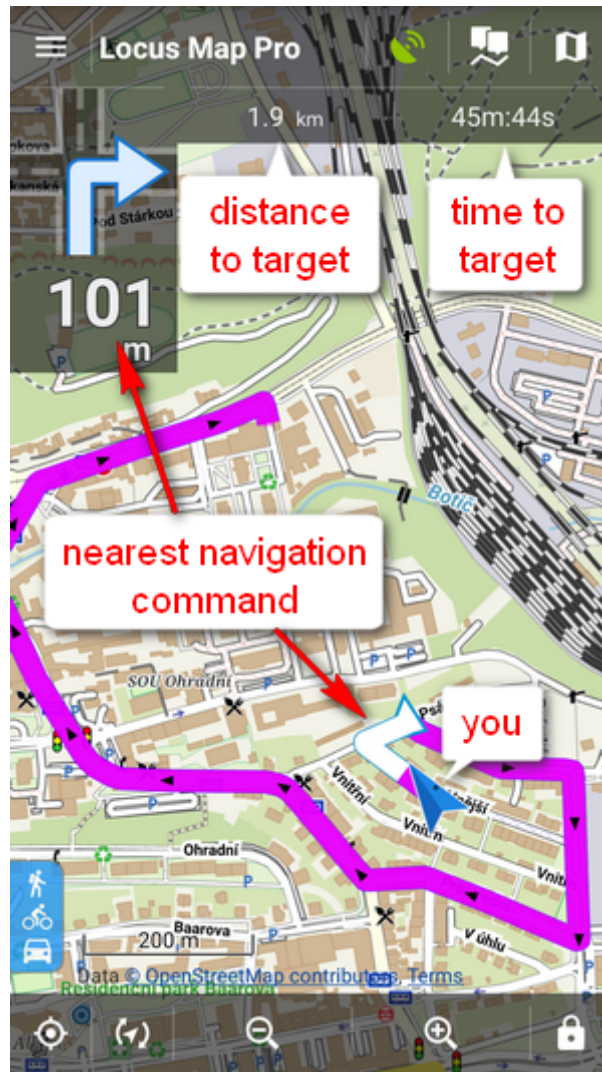 Locus Map Pro
1.9 km
45m:44s
distance
to target
time to
target
101
m
Pod Stárkou
nearest navigation
command
Botič
SOU Ohradní
you
Vnitřní
Ohradní
V úhlu
Baarova
200 m
Data © OpenStreetMap contributors, Terms
Residenční park Baarova